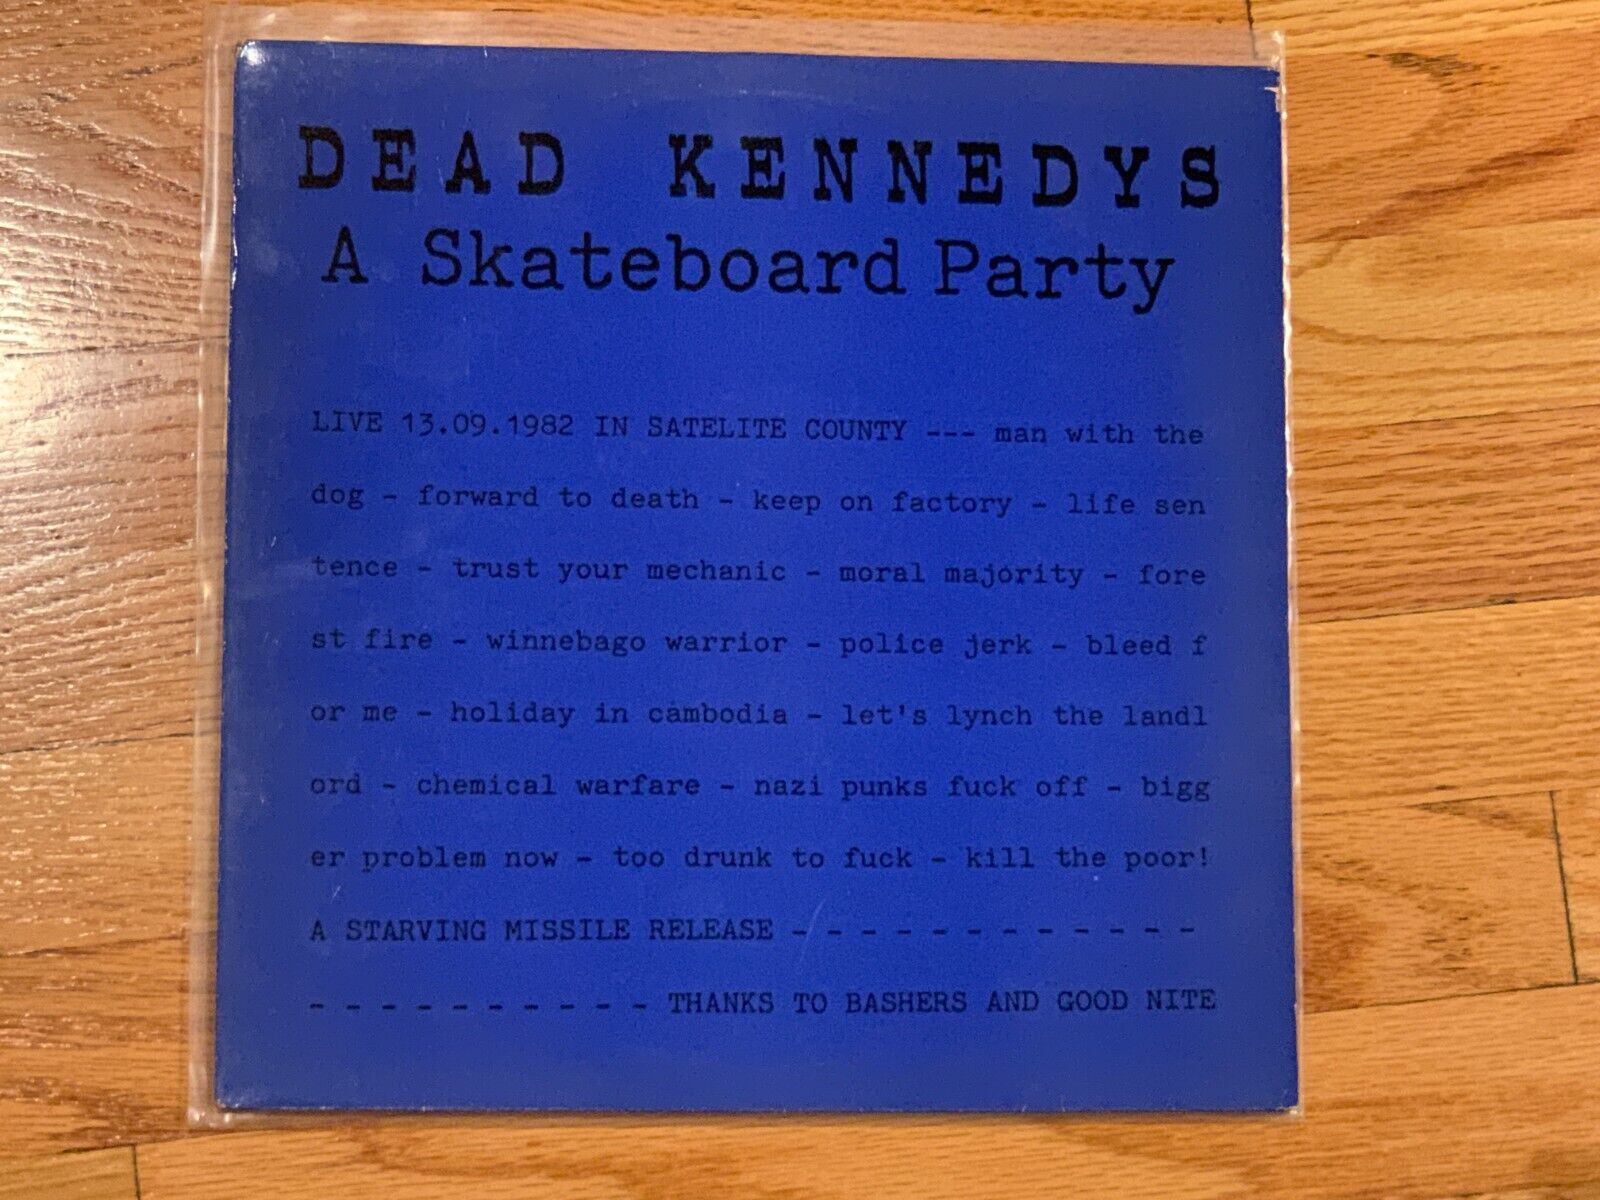 DEAD KENNEDYS
A Skateboard Party
LIVE 13.09.1982 IN SATELITE COUNTY --- man with the
dog - forward to death - keep on factory - life sen
tence - trust your mechanic - moral majority - fore
st fire - winnebago warrior - police jerk - bleed f
or me - holiday in cambodia - let's lynch the landl
ord - chemical warfare - nazi punks fuck off - bigg
er problem now - too drunk to fuck - kill the poor!
A STARVING MISSILE RELEASE - - - - - - - - - - - -
- - - - - - - - - - THANKS TO BASHERS AND GOOD NITE